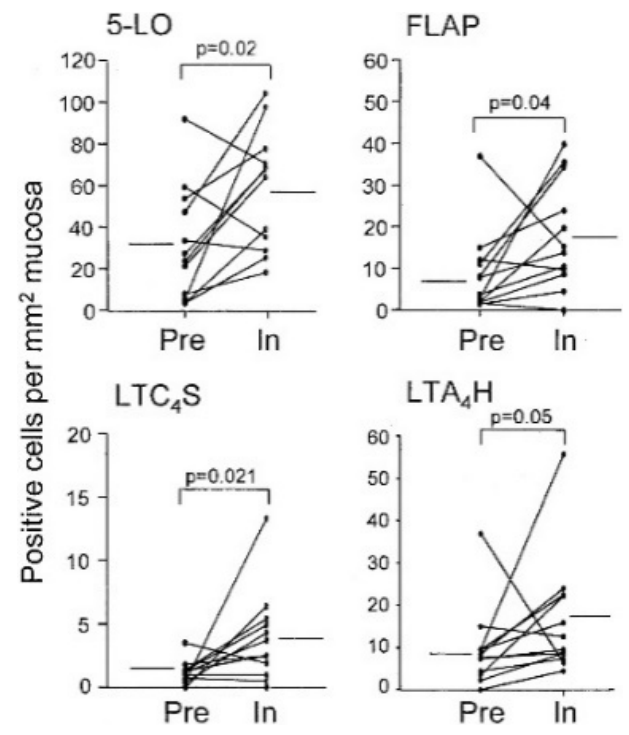 5-LO
p=0.02
120
100
80
60
40
20
0
Pre In
FLAP
p=0.04
60
50
40
30
20
10
0
Pre In
Positive cells per mm² mucosa
LTC₄S
p=0.021
20
15
10
5
0
Pre In
LTA₄H
p=0.05
60
50
40
30
20
10
0
Pre In